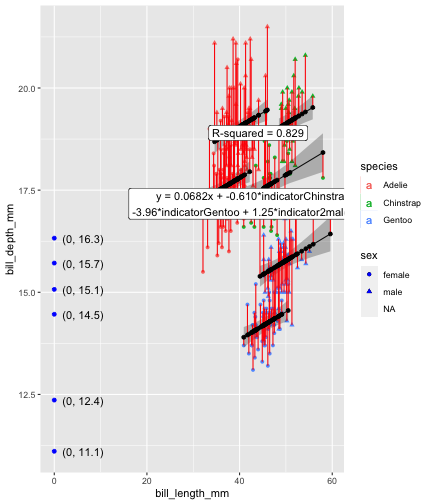 20.0
17.5
15.0
12.5
bill_depth_mm
R-squared = 0.829
y = 0.0682x + -0.610*indicatorChinstra
-3.96*indicatorGentoo + 1.25*indicator2mal
(0, 16.3)
(0, 15.7)
(0, 15.1)
(0, 14.5)
(0, 12.4)
(0, 11.1)
0
20
40
60
bill_length_mm
species
a Adelie
a Chinstrap
a Gentoo
sex
female
male
NA